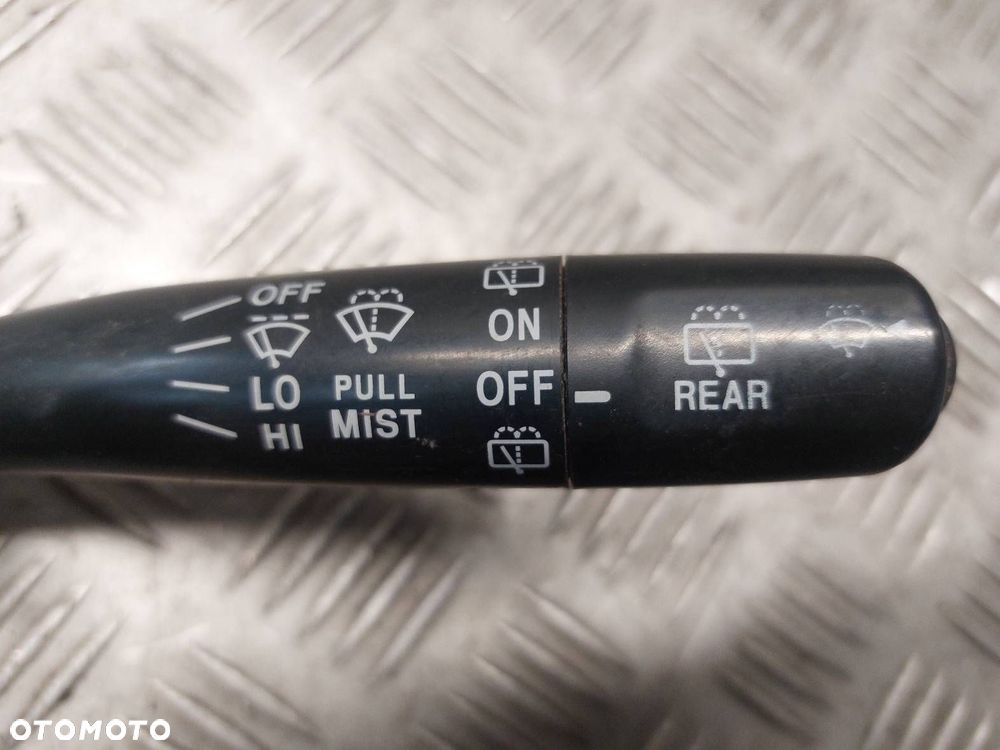 OFF
LO
HI
PULL
MIST
ON
OFF
REAR
OTOMOTO